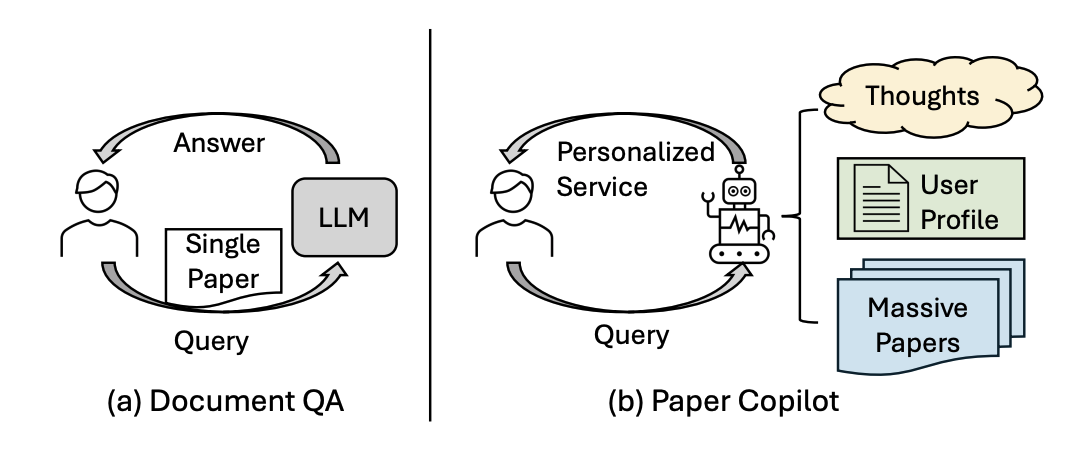 Answer
LLM
Single
Paper
Query
(a) Document QA
Personalized
Service
Query
Thoughts
User
Profile
Massive
Papers
(b) Paper Copilot